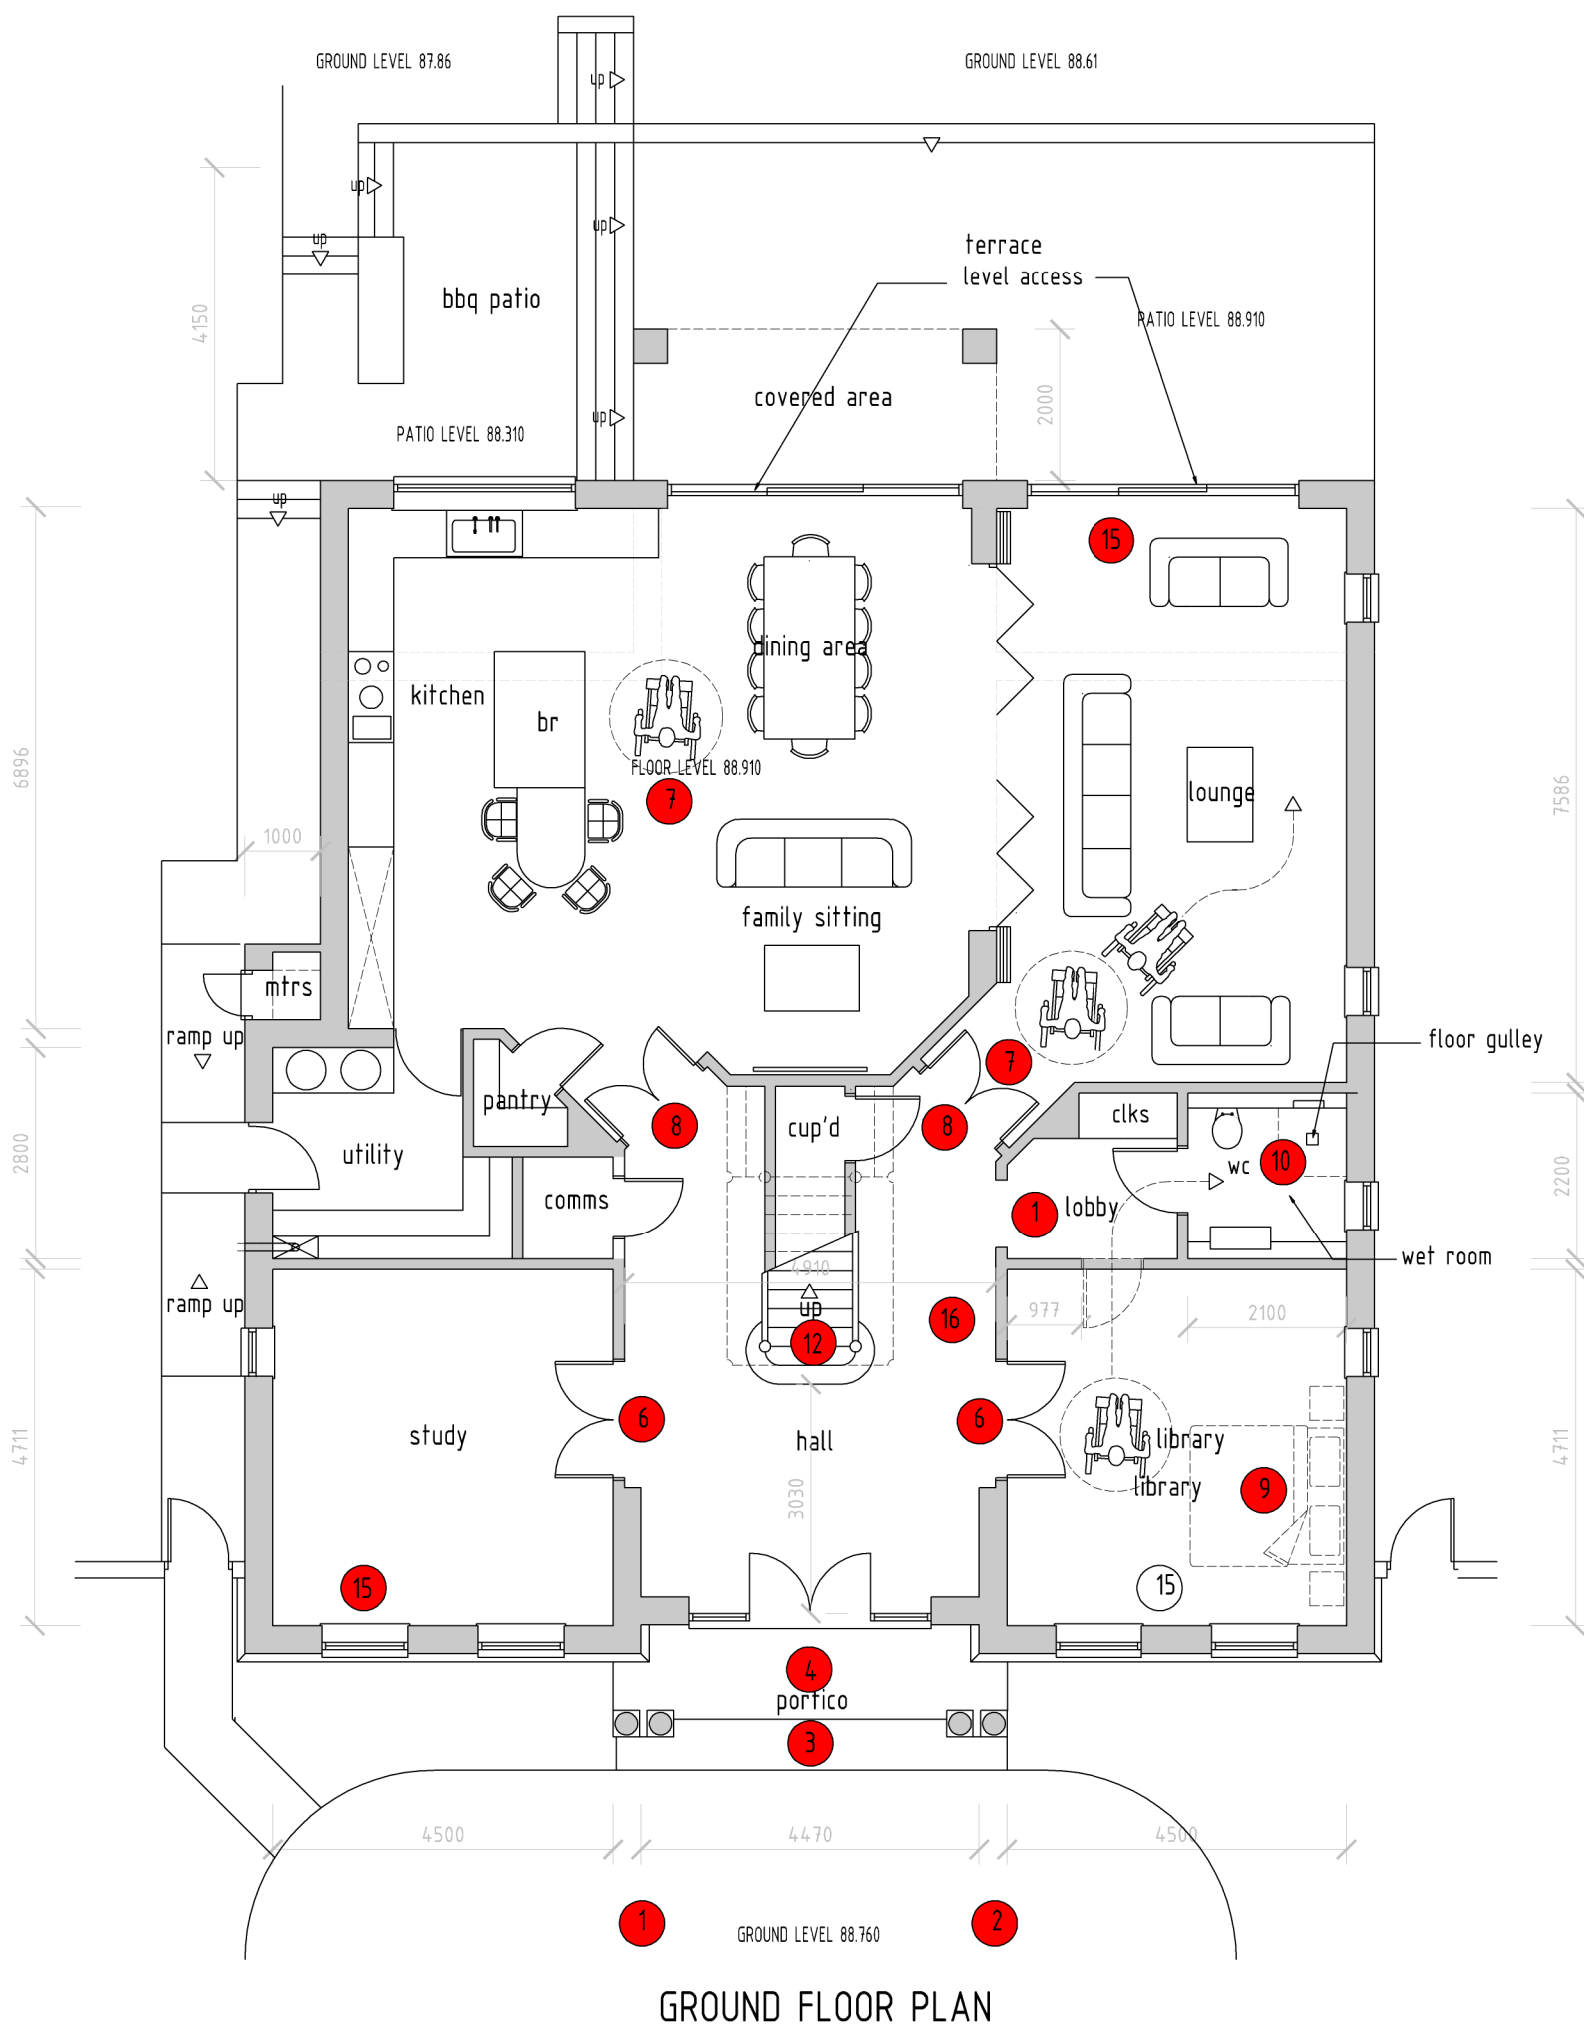 GROUND LEVEL 87.86
GROUND LEVEL 88.61
up
up
up
up
terrace
level access
bbq patio
PATIO LEVEL 88.910
4150
covered area
2000
up
PATIO LEVEL 88.310
up
15
dining area
kitchen
br
FLOOR LEVEL 88.910
7
lounge
6896
7586
1000
family sitting
mtrs
ramp up
floor gulley
7
pantry
8
cup'd
8
clks
utility
wc
10
2800
2200
comms
1
lobby
wet room
4910
ramp up
up
12
16
977
2100
study
6
hall
6
library
library
9
4711
4711
3030
15
15
4
portico
3
4500
4470
4500
1
2
GROUND LEVEL 88.760
GROUND FLOOR PLAN